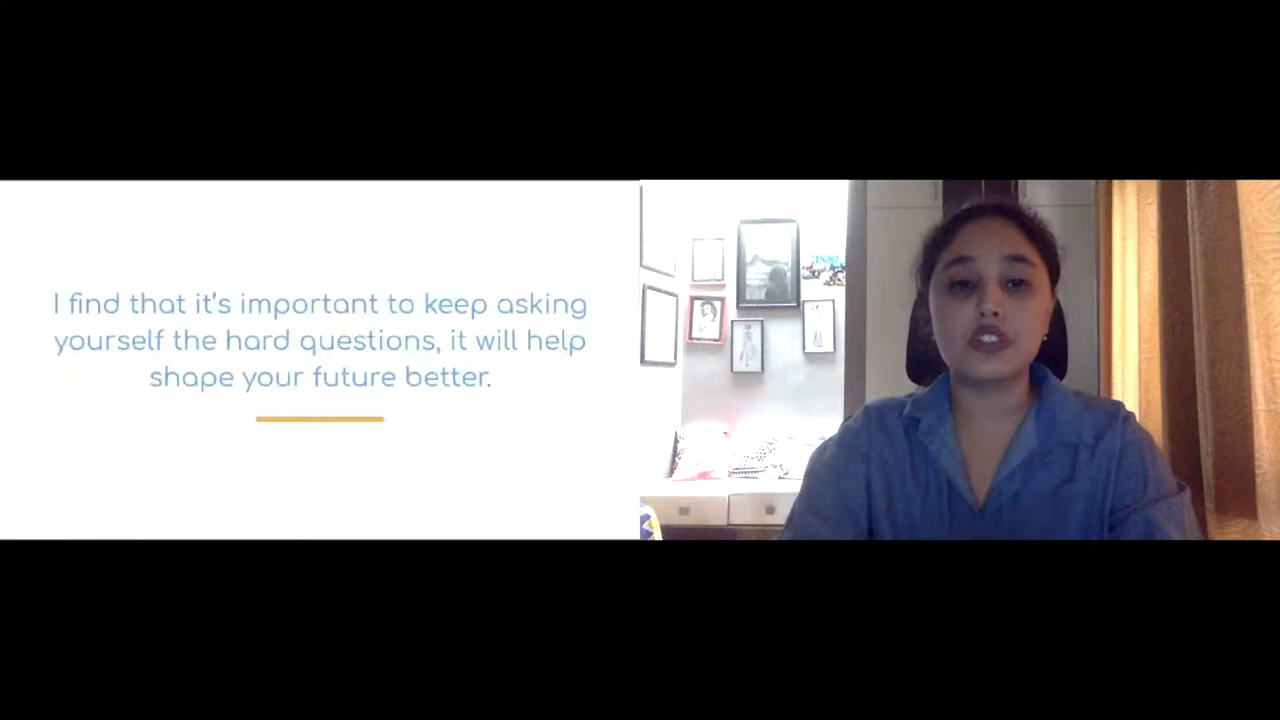 I find that it's important to keep asking
yourself the hard questions, it will help
shape your future better.